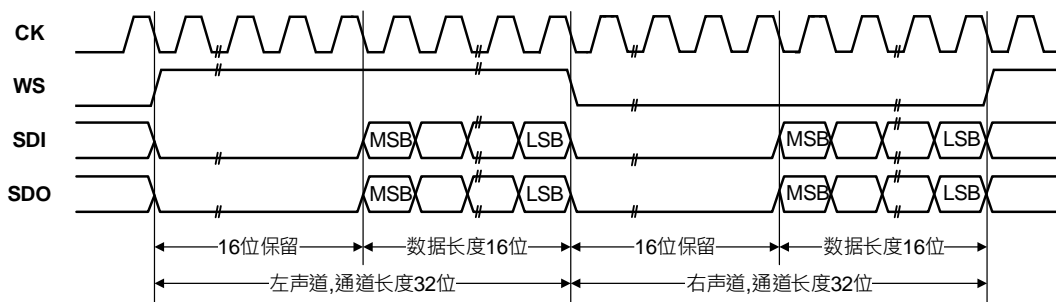 CK
WS
SDI
MSB LSB MSB LSB
SDO
MSB LSB MSB LSB
16位保留 数据长度16位 16位保留 数据长度16位
左声道,通道长度32位 右声道,通道长度32位